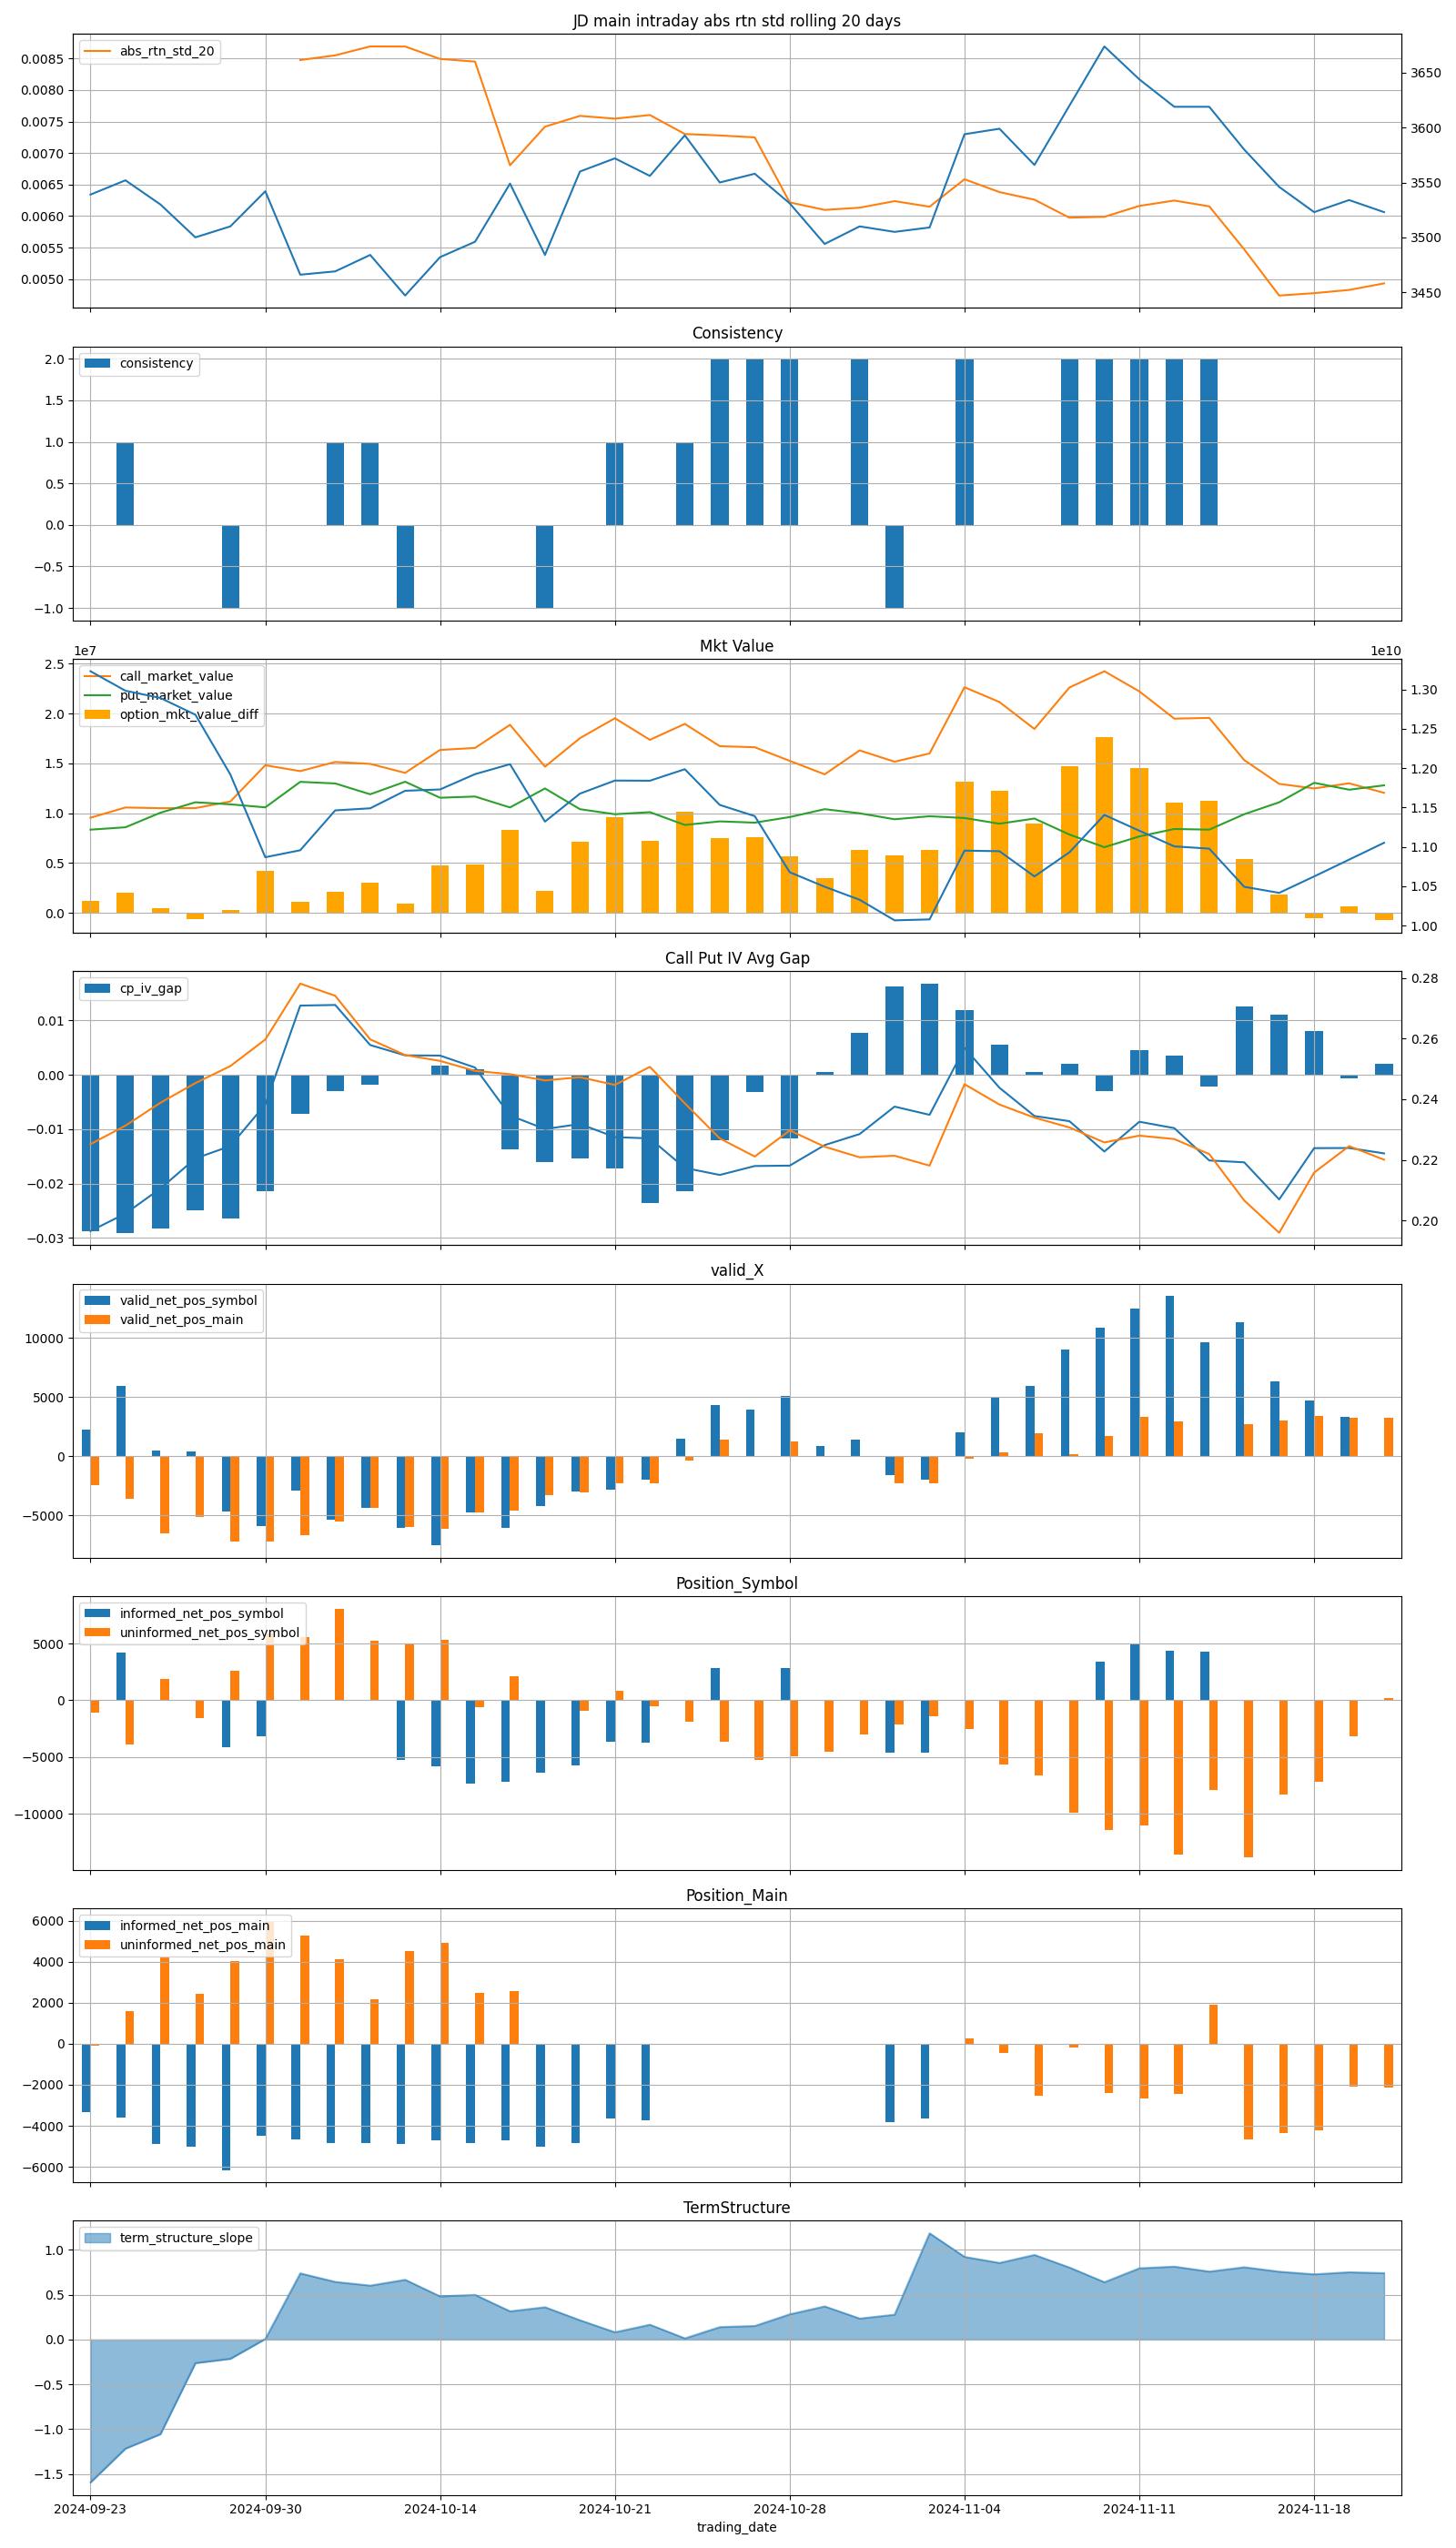 JD main intraday abs rtn std rolling 20 days
abs_rtn_std_20
0.0085
0.0080
0.0075
0.0070
0.0065
0.0060
0.0055
0.0050
3650
3600
3550
3500
3450
Consistency
consistency
2.0
1.5
1.0
0.5
0.0
−0.5
−1.0
Mkt Value
1e7
1e10
call_market_value
put_market_value
option_mkt_value_diff
2.5
2.0
1.5
1.0
0.5
0.0
1.30
1.25
1.20
1.15
1.10
1.05
1.00
Call Put IV Avg Gap
cp_iv_gap
0.01
0.00
−0.01
−0.02
−0.03
0.28
0.26
0.24
0.22
0.20
valid_X
valid_net_pos_symbol
valid_net_pos_main
10000
5000
0
−5000
Position_Symbol
informed_net_pos_symbol
uninformed_net_pos_symbol
5000
0
−5000
−10000
Position_Main
informed_net_pos_main
uninformed_net_pos_main
6000
4000
2000
0
−2000
−4000
−6000
TermStructure
term_structure_slope
1.0
0.5
0.0
−0.5
−1.0
−1.5
2024-09-23 2024-09-30 2024-10-14 2024-10-21 2024-10-28 2024-11-04 2024-11-11 2024-11-18
trading_date